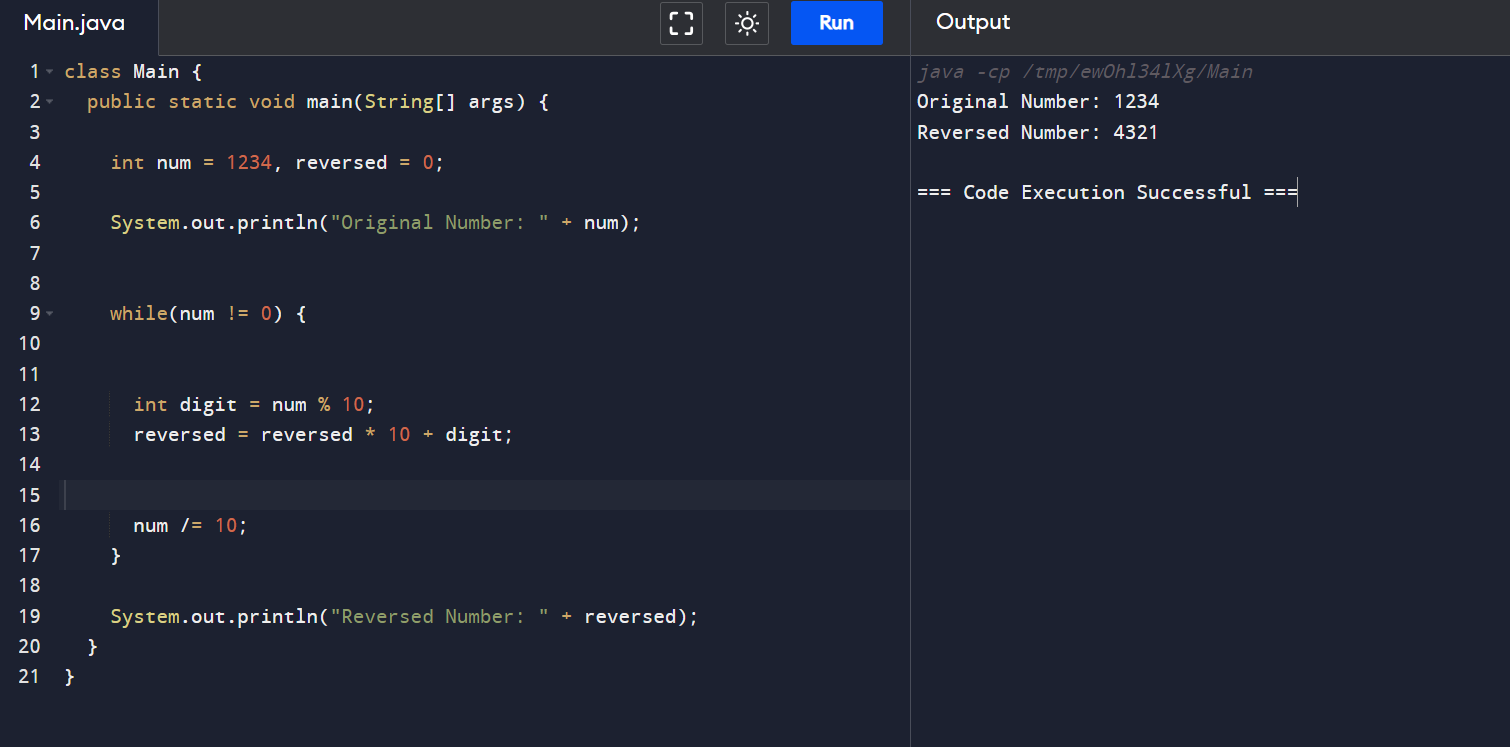 Main.java
Run
Output
1 class Main {
2 public static void main(String[] args) {
3
4 int num = 1234, reversed = 0;
5
6 System.out.println("Original Number: " + num);
7
8
9 while(num != 0) {
10
11
12 int digit = num % 10;
13 reversed = reversed * 10 + digit;
14
15
16 num /= 10;
17 }
18
19 System.out.println("Reversed Number: " + reversed);
20 }
21 }
java -cp /tmp/ewOhl34lXg/Main
Original Number: 1234
Reversed Number: 4321
=== Code Execution Successful ===